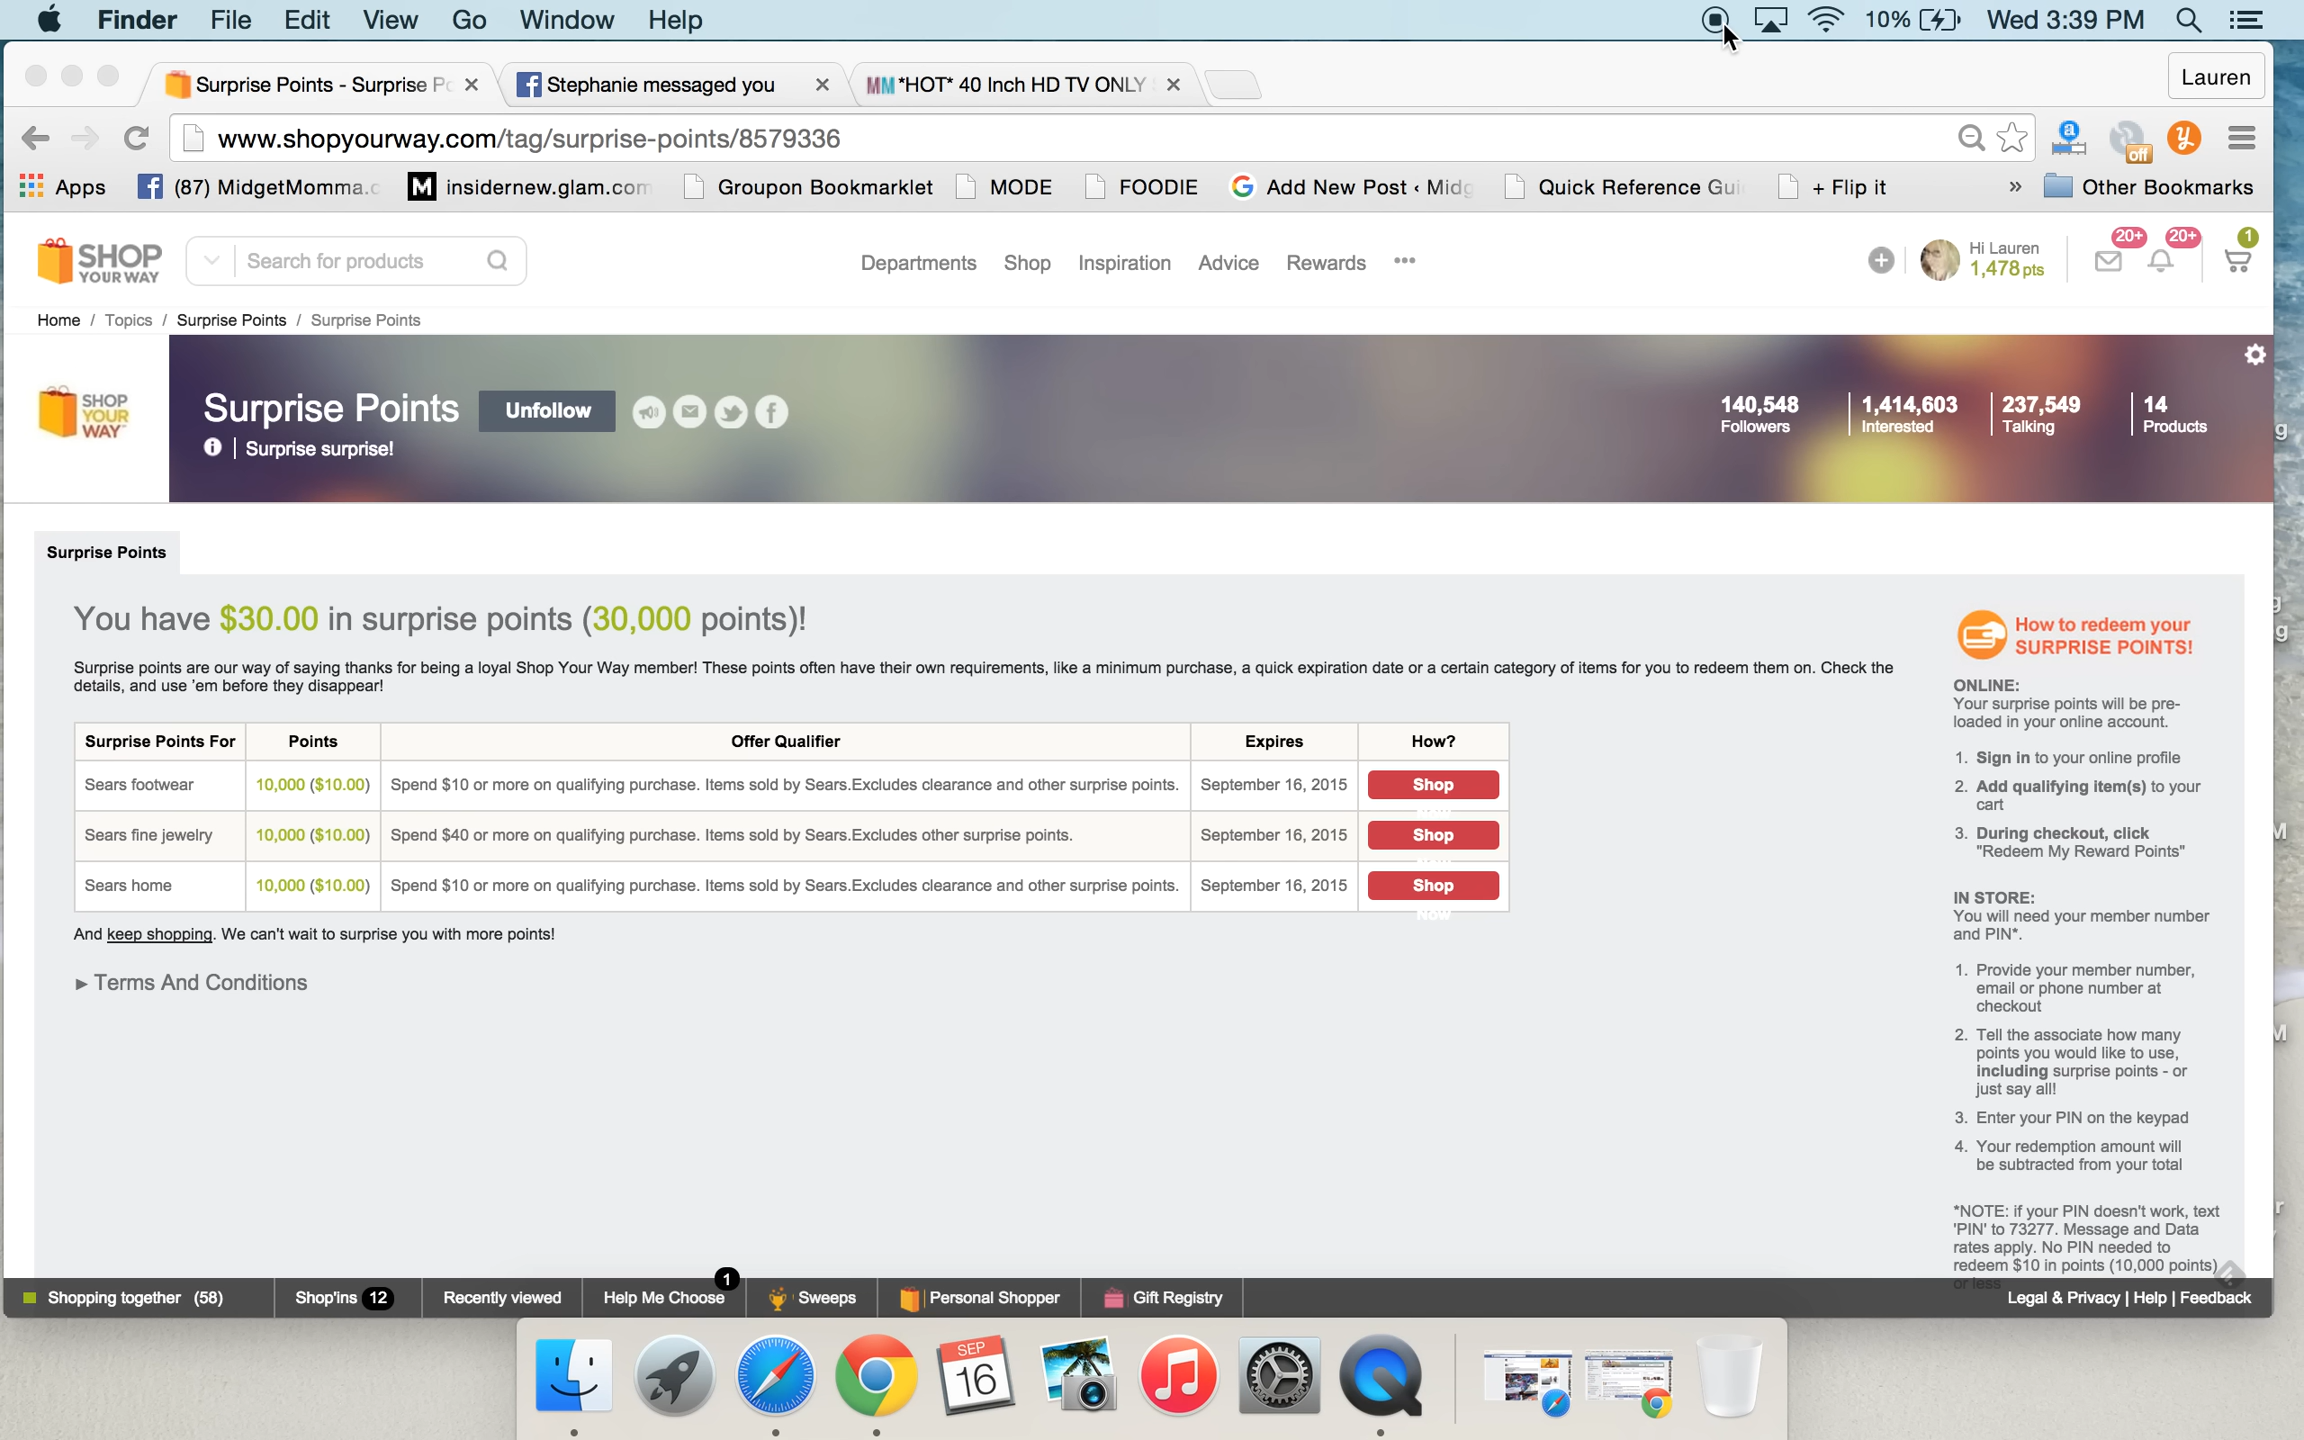 Finder File Edit View Go Window Help 10% Wed 3:39 PM
Surprise Points - Surprise Po Stephanie messaged you MM *HOT* 40 Inch HD TV ONLY Lauren
www.shopyourway.com/tag/surprise-points/8579336
Apps (87) MidgetMomma.c insidernew.glam.com Groupon Bookmarklet MODE FOODIE Add New Post ‹ Midg Quick Reference Gui + Flip it » Other Bookmarks
off
SHOP YOUR WAY
Search for products
Departments Shop Inspiration Advice Rewards •••
Hi Lauren
1,478 pts
20+ 20+ 1
Home / Topics / Surprise Points / Surprise Points
SHOP
YOUR
WAY
Surprise Points Unfollow
Surprise surprise!
140,548 1,414,603 237,549 14
Followers Interested Talking Products
Surprise Points
You have $30.00 in surprise points (30,000 points)!
Surprise points are our way of saying thanks for being a loyal Shop Your Way member! These points often have their own requirements, like a minimum purchase, a quick expiration date or a certain category of items for you to redeem them on. Check the
details, and use 'em before they disappear!
Surprise Points For Points Offer Qualifier Expires How?
Sears footwear 10,000 ($10.00) Spend $10 or more on qualifying purchase. Items sold by Sears.Excludes clearance and other surprise points. September 16, 2015 Shop
Sears fine jewelry 10,000 ($10.00) Spend $40 or more on qualifying purchase. Items sold by Sears.Excludes other surprise points. September 16, 2015 Shop
Sears home 10,000 ($10.00) Spend $10 or more on qualifying purchase. Items sold by Sears.Excludes clearance and other surprise points. September 16, 2015 Shop
Now
And keep shopping. We can't wait to surprise you with more points!
▸ Terms And Conditions
How to redeem your
SURPRISE POINTS!
ONLINE:
Your surprise points will be pre-
loaded in your online account.
1. Sign in to your online profile
2. Add qualifying item(s) to your
cart
3. During checkout, click
"Redeem My Reward Points"
IN STORE:
You will need your member number
and PIN*.
1. Provide your member number,
email or phone number at
checkout
2. Tell the associate how many
points you would like to use,
including surprise points - or
just say all!
3. Enter your PIN on the keypad
4. Your redemption amount will
be subtracted from your total
*NOTE: if your PIN doesn't work, text
'PIN' to 73277. Message and Data
rates apply. No PIN needed to
redeem $10 in points (10,000 points)
or less
Shopping together (58) Shop'ins 12 Recently viewed Help Me Choose 1 Sweeps Personal Shopper Gift Registry Legal & Privacy | Help | Feedback
SEP
16